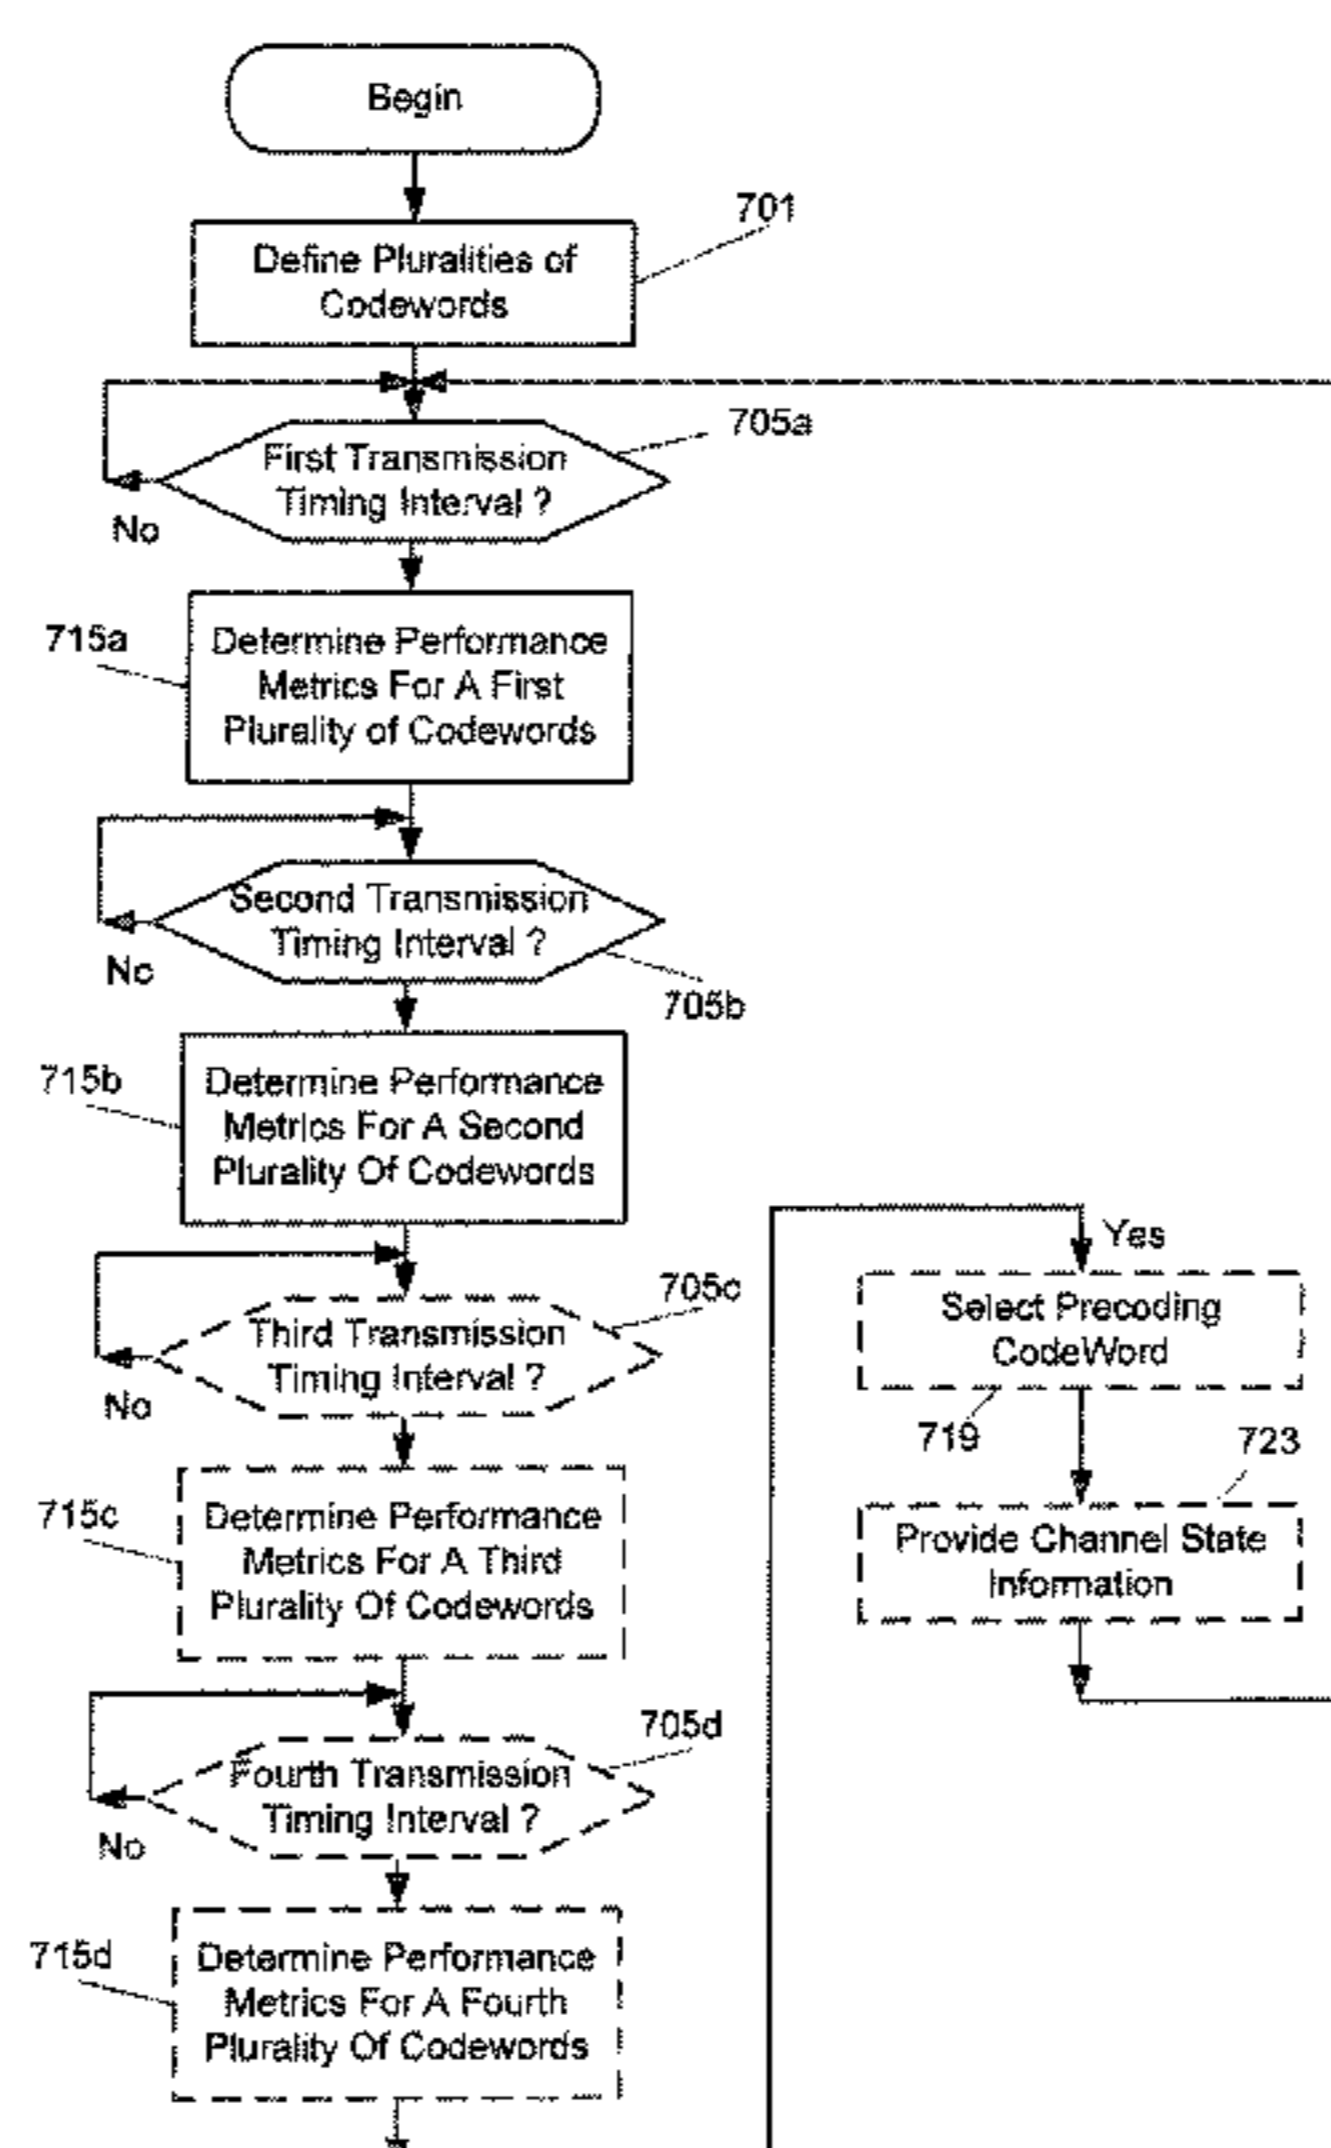 Begin
701
Define Pluralities of
Codewords
705a
First Transmission
Timing Interval ?
No
715a
Determine Performance
Metrics For A First
Plurality of Codewords
Second Transmission
Timing Interval ?
No
705b
715b
Determine Performance
Metrics For A Second
Plurality Of Codewords
705c
Third Transmission
Timing Interval ?
No
715c
Determine Performance
Metrics For A Third
Plurality Of Codewords
705d
Fourth Transmission
Timing Interval ?
No
715d
Determine Performance
Metrics For A Fourth
Plurality Of Codewords
Yes
Select Precoding
CodeWord
719
723
Provide Channel State
Information